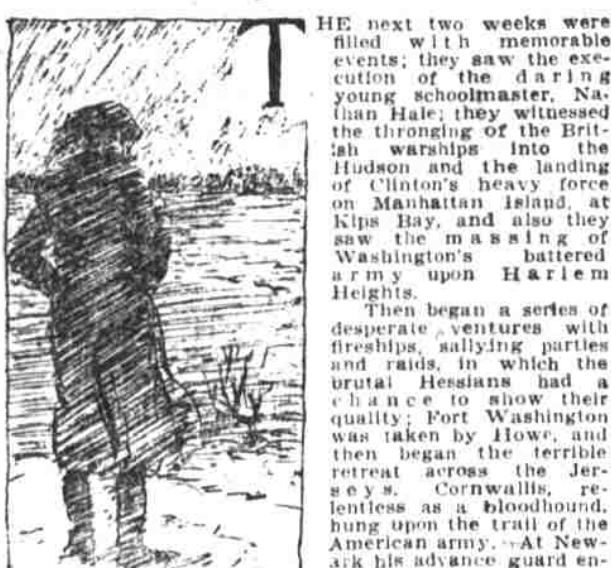 THE next two weeks were
filled with memorable
events; they saw the exe-
cution of the daring
young schoolmaster, Na-
than Hale; they witnessed
the thronging of the Brit-
ish warships into the
Hudson and the landing
of Clinton's heavy force
on Manhattan Island, at
Kips Bay, and also they
saw the massing of
Washington's battered
army upon Harlem
Heights.
Then began a series of
desperate ventures with
fireships, sallying parties
and raids, in which the
brutal Hessians had a
chance to show their
quality; Fort Washington
was taken by Howe, and
then began the terrible
retreat across the Jer-
seys. Cornwallis, re-
lentless as a bloodhound,
hung upon the trail of the
American army. At New-
ark his advance guard en-